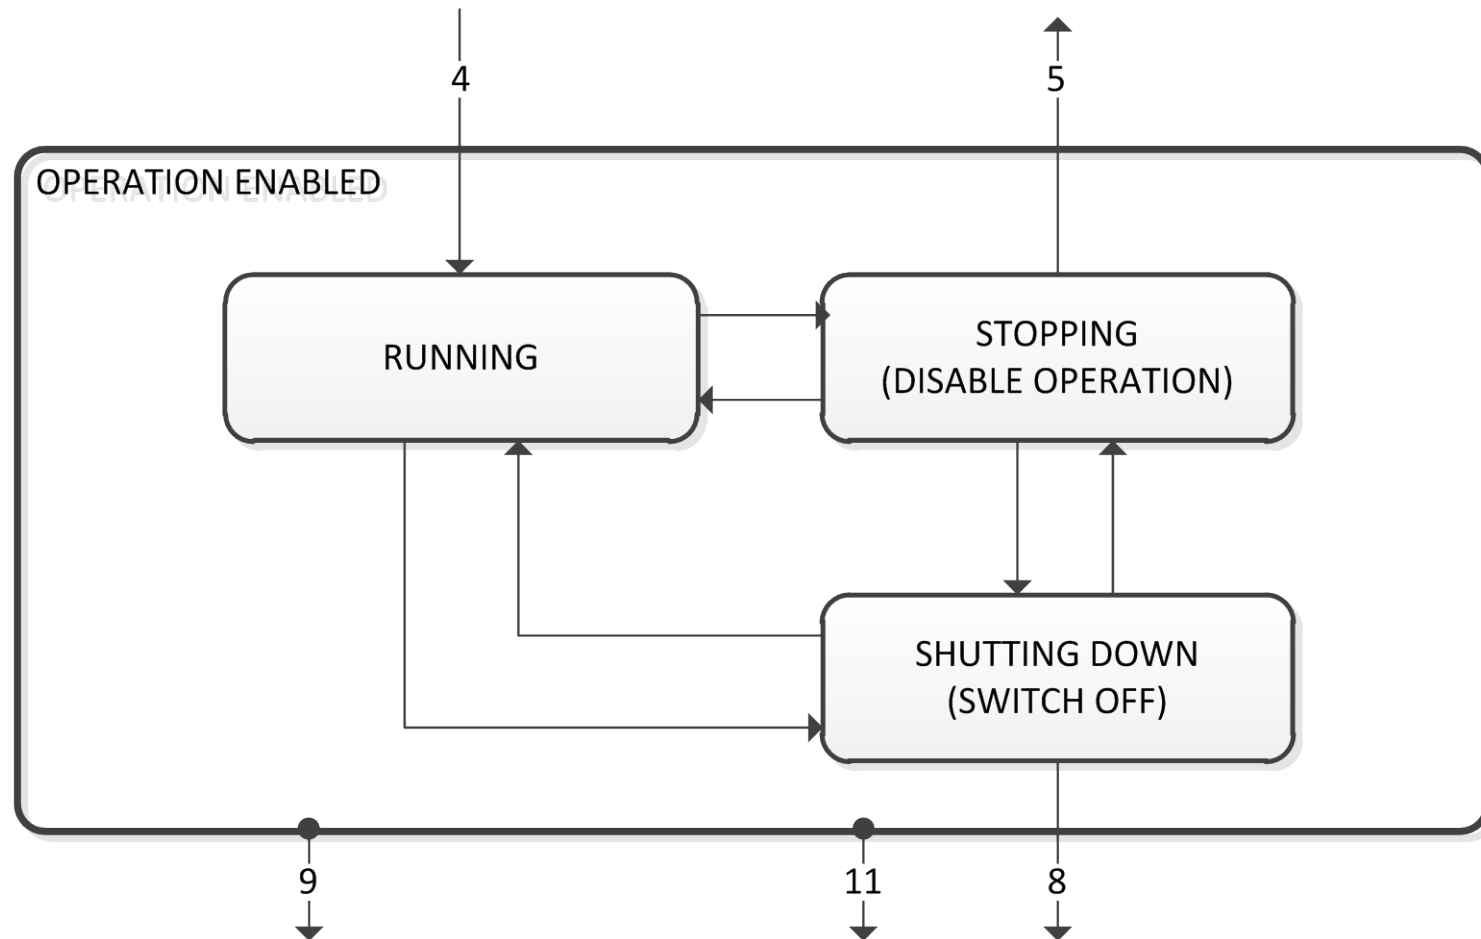 4
5
OPERATION ENABLED
RUNNING
STOPPING
(DISABLE OPERATION)
SHUTTING DOWN
(SWITCH OFF)
9
11
8